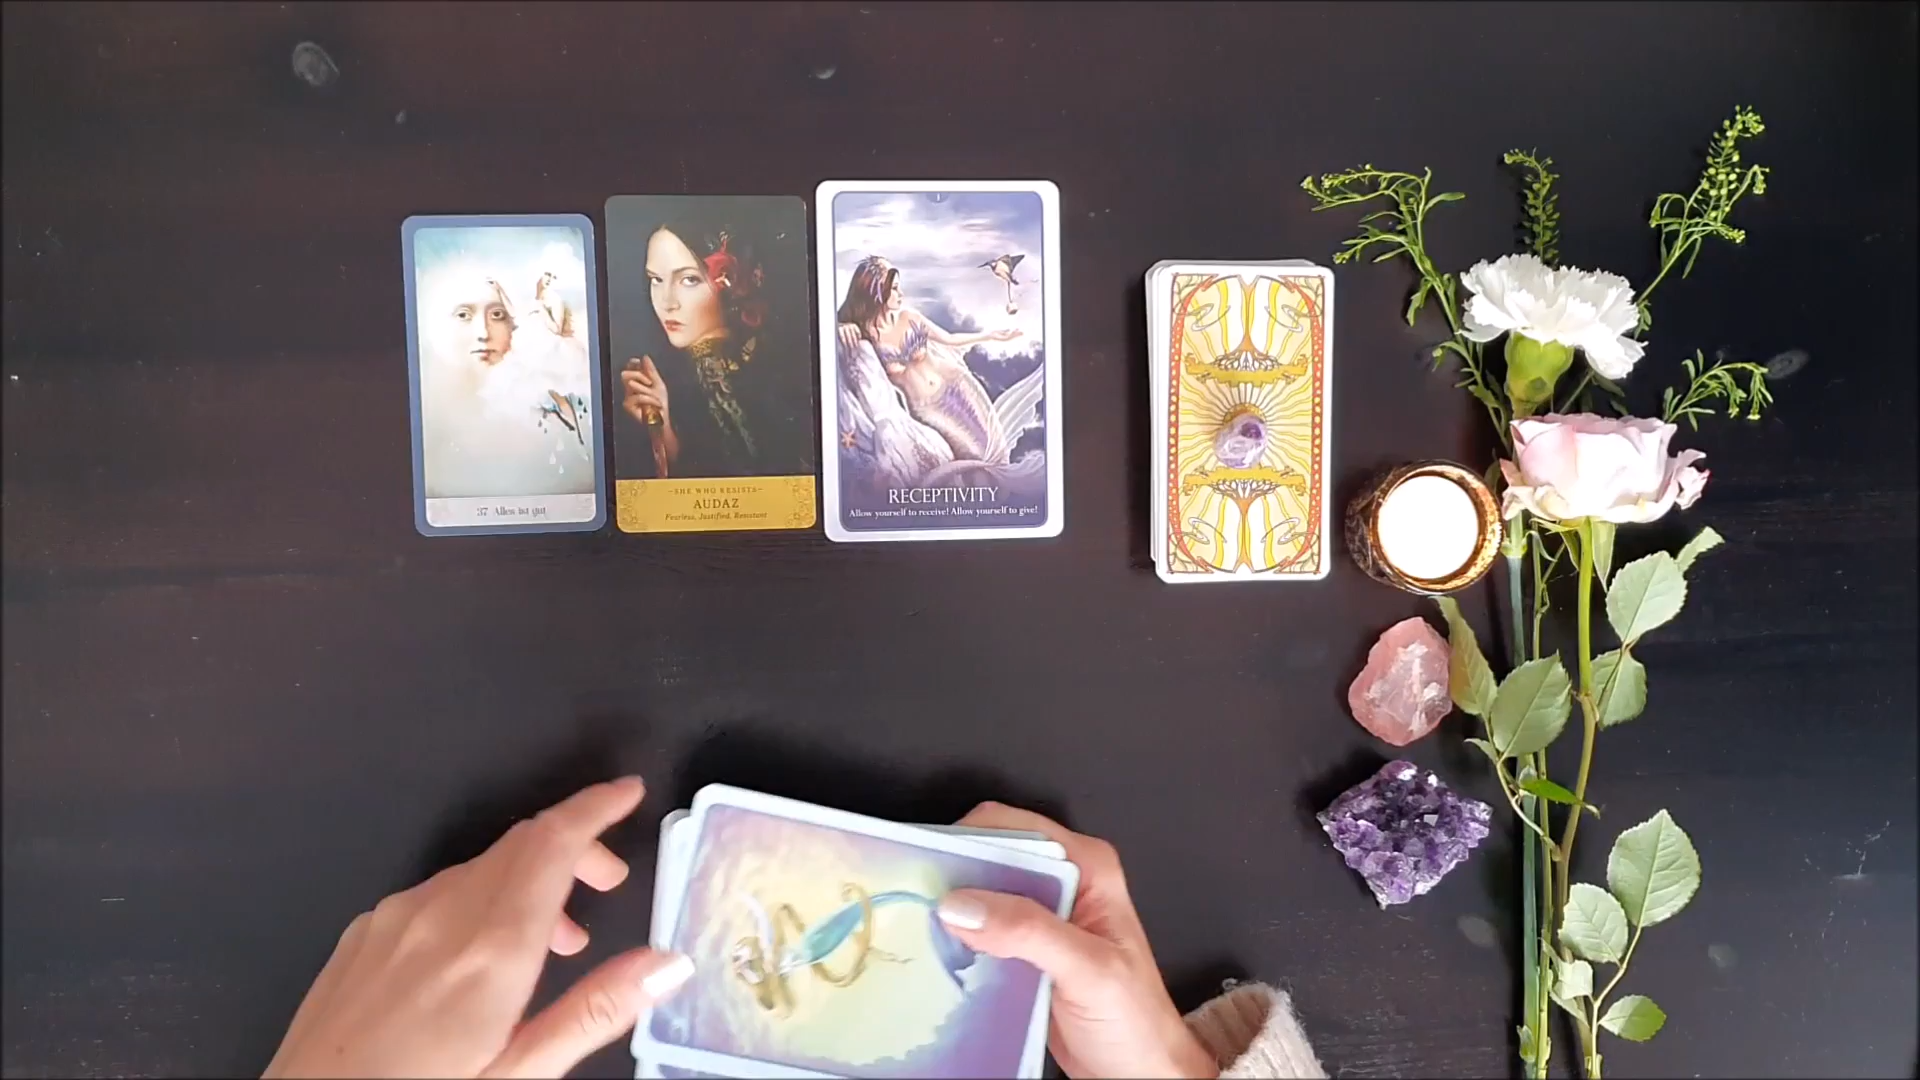 37 Alles ist gut
~SHE WHO RESISTS~
AUDAZ
Fearless, Justified, Resistant
1
RECEPTIVITY
Allow yourself to receive! Allow yourself to give!